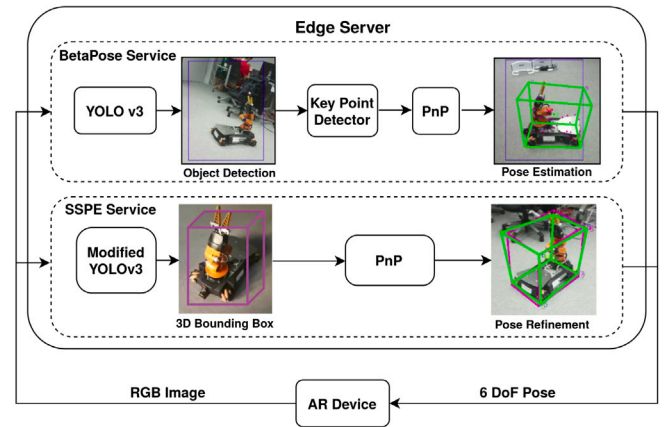 Edge Server
BetaPose Service
YOLO v3
Key Point
Detector
PnP
Object Detection
Pose Estimation
SSPE Service
Modified
YOLOv3
PnP
3D Bounding Box
Pose Refinement
RGB Image
AR Device
6 DoF Pose